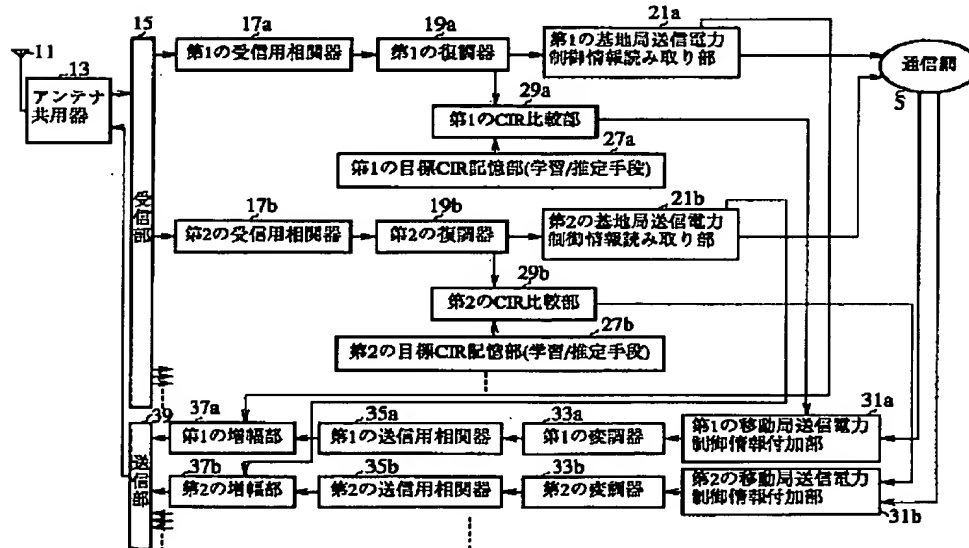 11
13
アンテナ
共用器
15
受信部
17a
第1の受信用相関器
19a
第1の復調器
21a
第1の基地局送信電力
制御情報読み取り部
通信網
5
29a
第1のCIR比較部
27a
第1の目標CIR記憶部(学習/推定手段)
17b
第2の受信用相関器
19b
第2の復調器
21b
第2の基地局送信電力
制御情報読み取り部
29b
第2のCIR比較部
27b
第2の目標CIR記憶部(学習/推定手段)
39
送信部
37a
第1の増幅部
35a
第1の送信用相関器
33a
第1の変調器
31a
第1の移動局送信電力
制御情報付加部
37b
第2の増幅部
35b
第2の送信用相関器
33b
第2の変調器
第2の移動局送信電力
制御情報付加部
31b